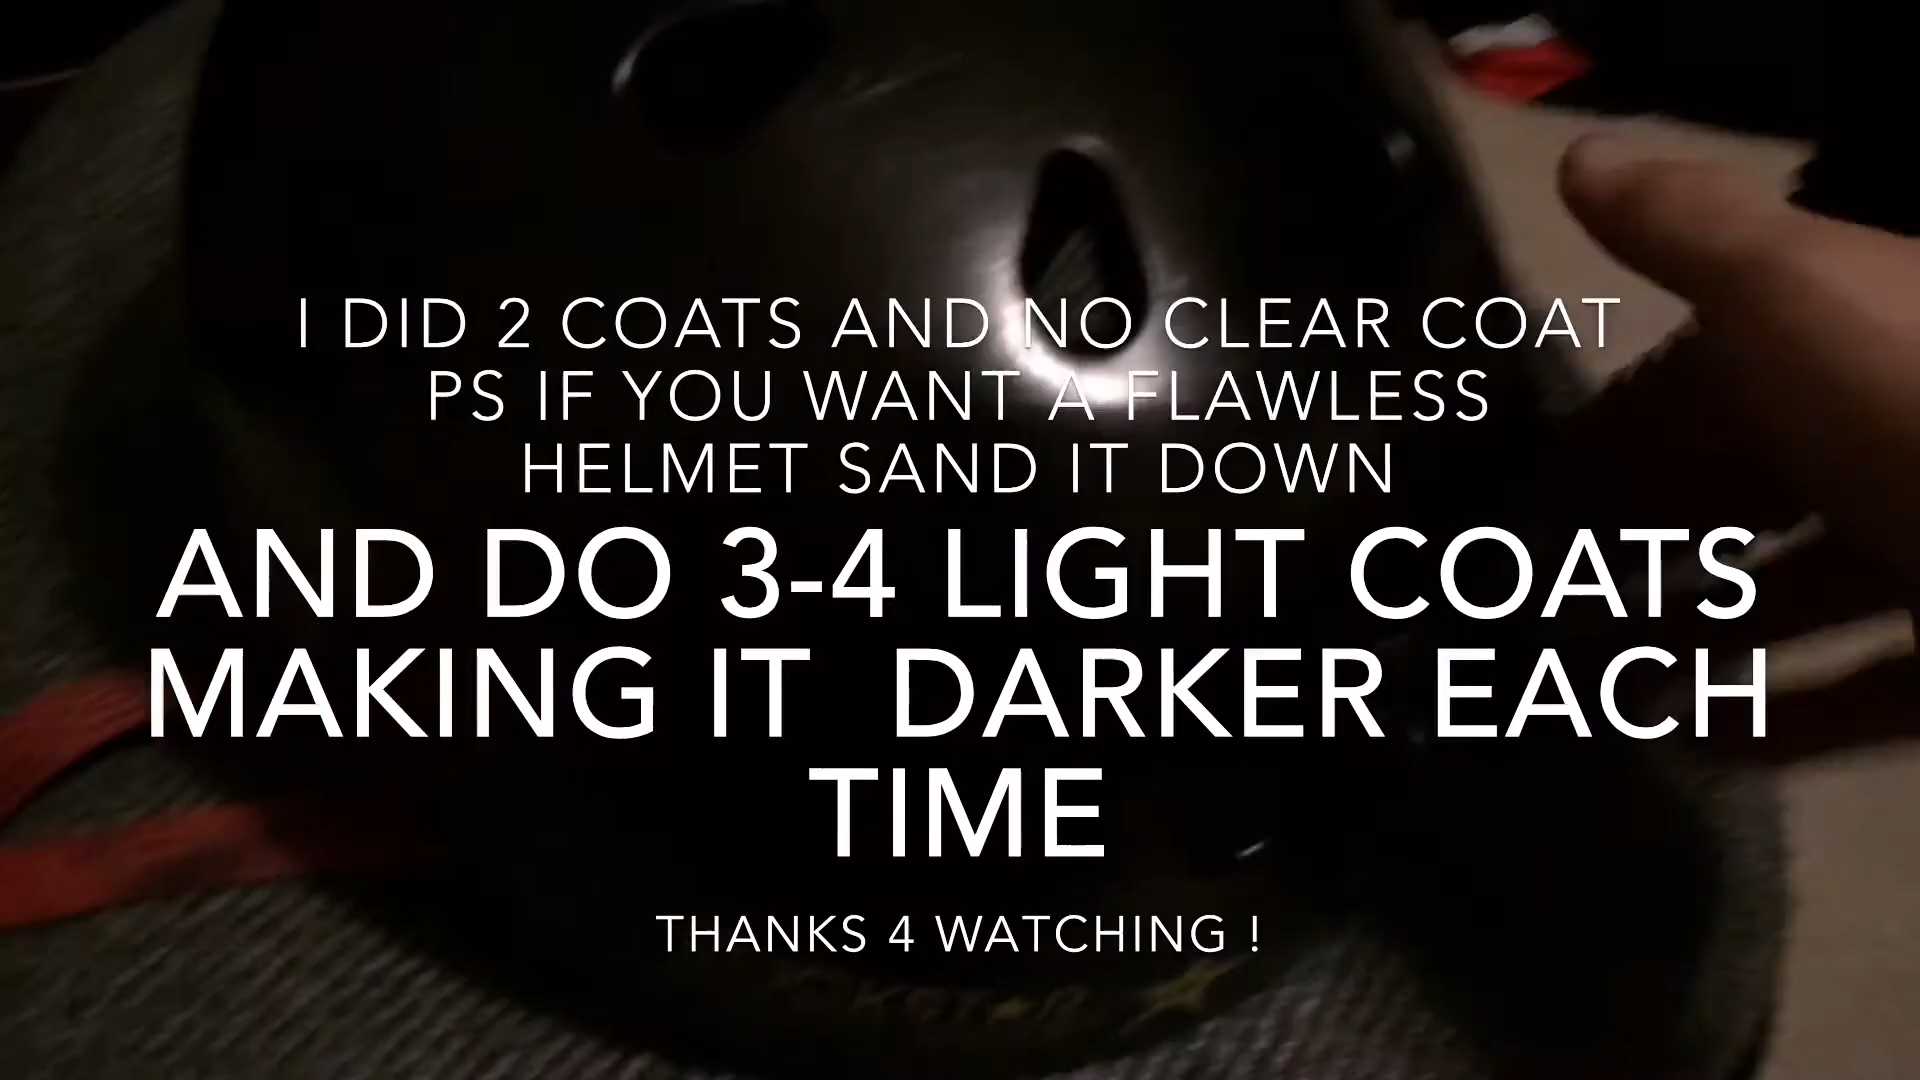 I DID 2 COATS AND NO CLEAR COAT
PS IF YOU WANT A FLAWLESS
HELMET SAND IT DOWN
AND DO 3-4 LIGHT COATS
MAKING IT DARKER EACH
TIME
THANKS 4 WATCHING !